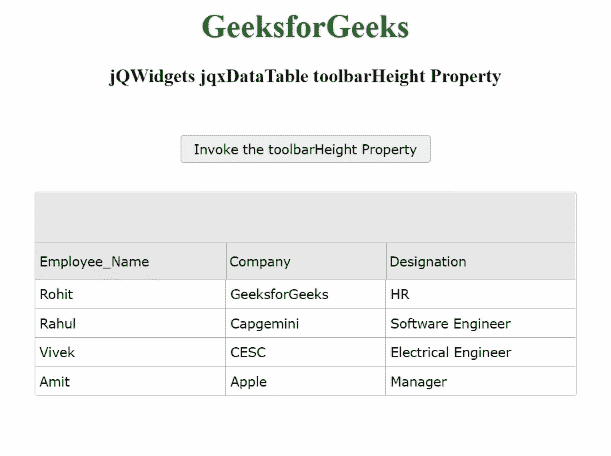 GeeksforGeeks
jQWidgets jqxDataTable toolbarHeight Property
Invoke the toolbarHeight Property
Employee_Name Company Designation
Rohit GeeksforGeeks HR
Rahul Capgemini Software Engineer
Vivek CESC Electrical Engineer
Amit Apple Manager